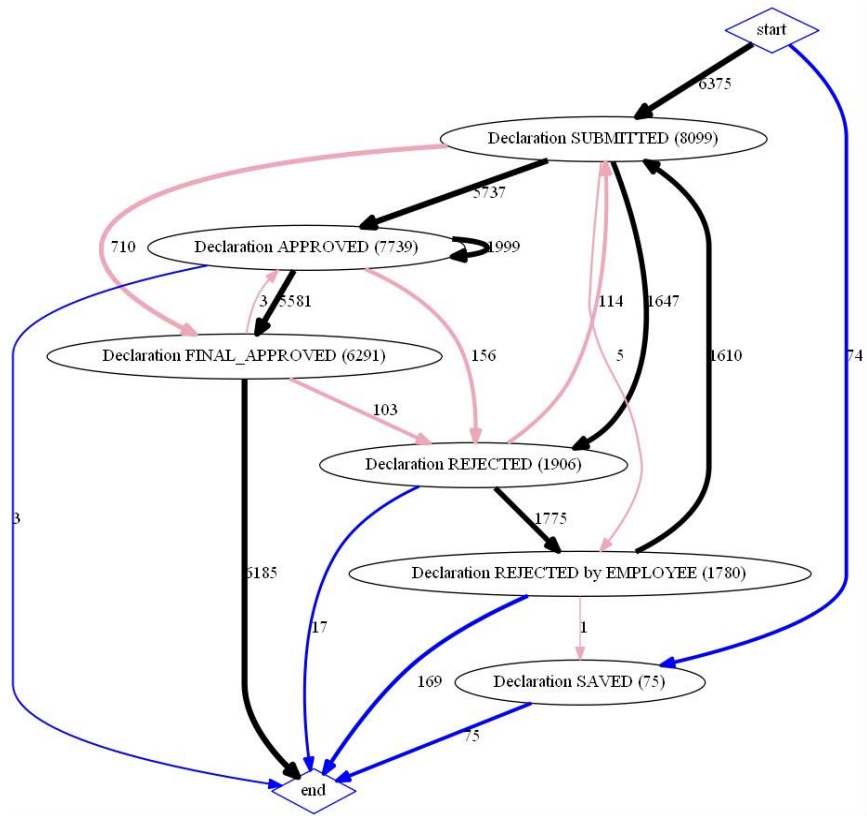 start
6375
Declaration SUBMITTED (8099)
5737
710
Declaration APPROVED (7739)
1999
3
5581
114
1647
Declaration FINAL_APPROVED (6291)
156
5
1610
74
103
Declaration REJECTED (1906)
3
1775
6185
Declaration REJECTED by EMPLOYEE (1780)
17
1
169
Declaration SAVED (75)
75
end